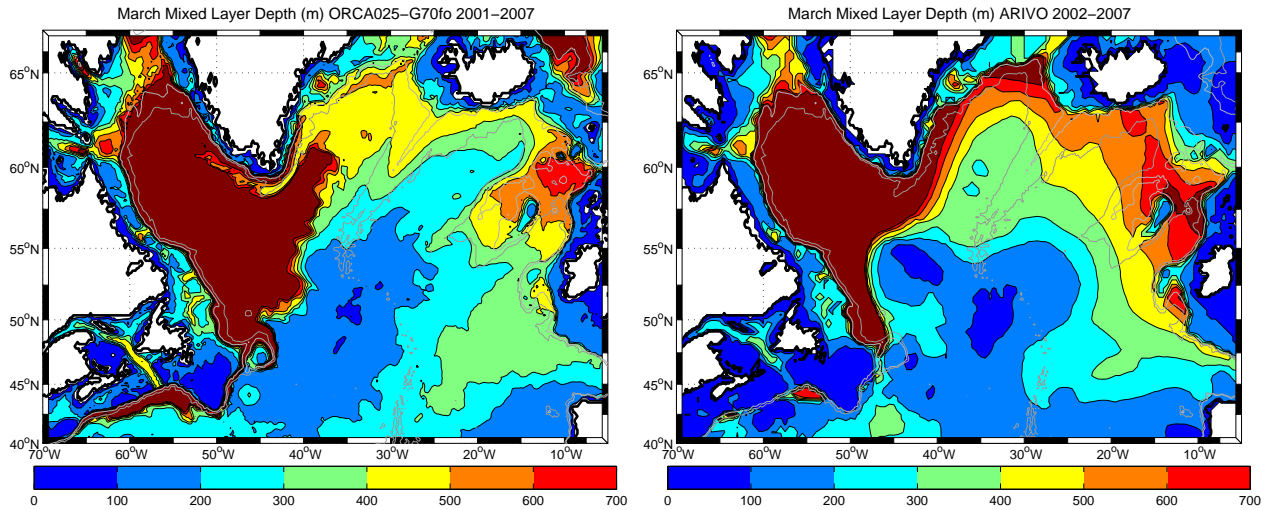 March Mixed Layer Depth (m) ORCA025−G70fo 2001−2007
65°N
60°N
55°N
50°N
45°N
40°N
70°W 60°W 50°W 40°W 30°W 20°W 10°W
0 100 200 300 400 500 600 700
March Mixed Layer Depth (m) ARIVO 2002−2007
65°N
60°N
55°N
50°N
45°N
40°N
70°W 60°W 50°W 40°W 30°W 20°W 10°W
0 100 200 300 400 500 600 700